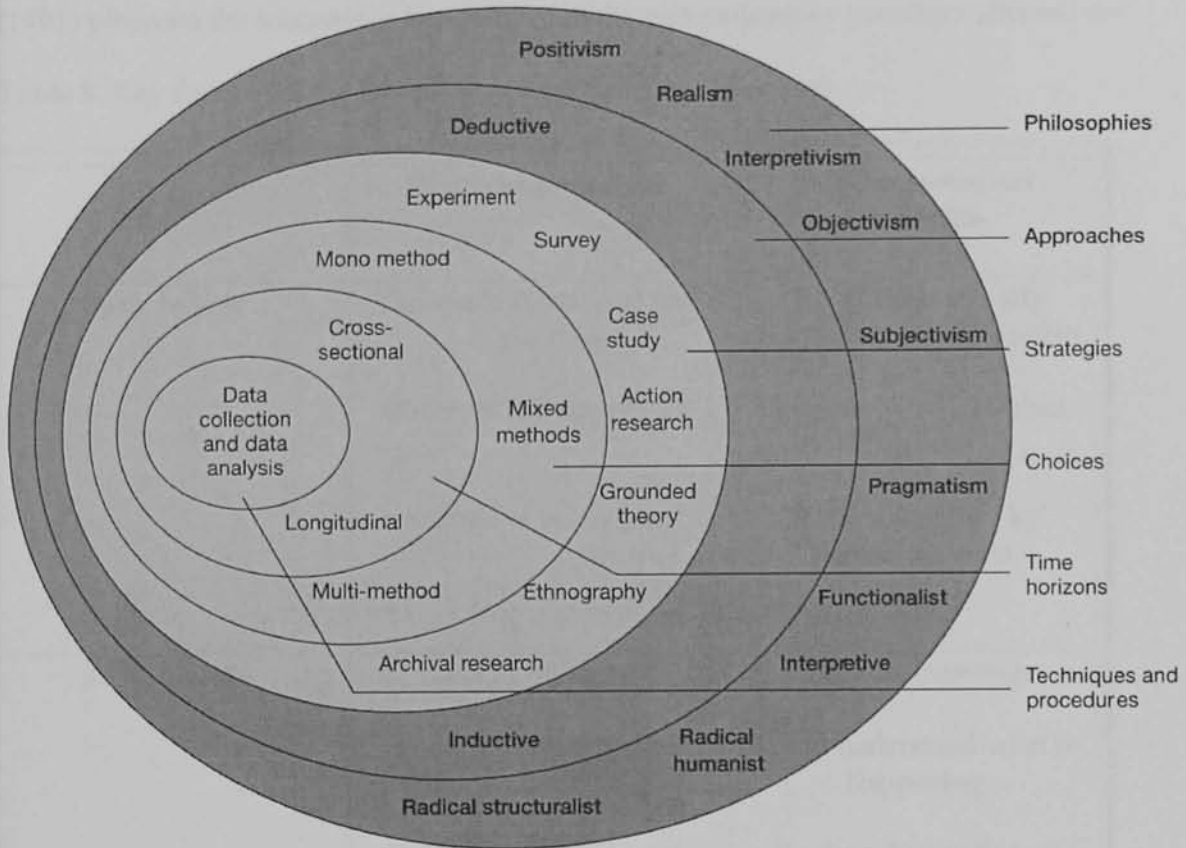 Positivism
Realism
Philosophies
Deductive
Interpretivism
Experiment
Objectivism
Approaches
Survey
Mono method
Case
study
Cross-
sectional
Subjectivism
Strategies
Data
collection
and data
analysis
Mixed
methods
Action
research
Choices
Pragmatism
Grounded
theory
Longitudinal
Time
horizons
Multi-method
Ethnography
Functionalist
Archival research
Interpretive
Techniques and
procedures
Inductive
Radical
humanist
Radical structuralist